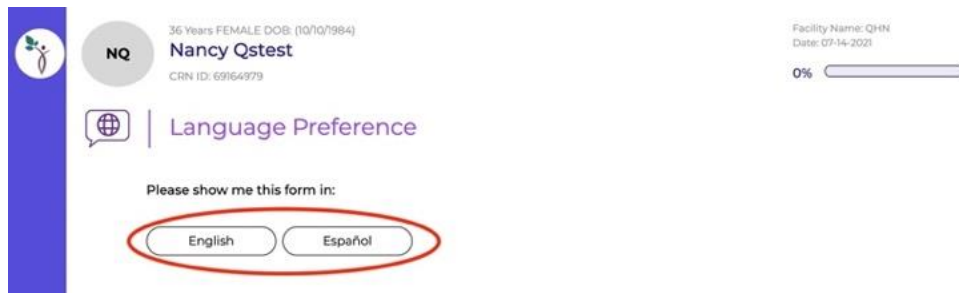 36 Years FEMALE DOB: (10/10/1984)
NQ
Nancy Qstest
CRN ID: 69164979
Facility Name: QHN
Date: 07-14-2021
0%
Language Preference
Please show me this form in:
English
Español